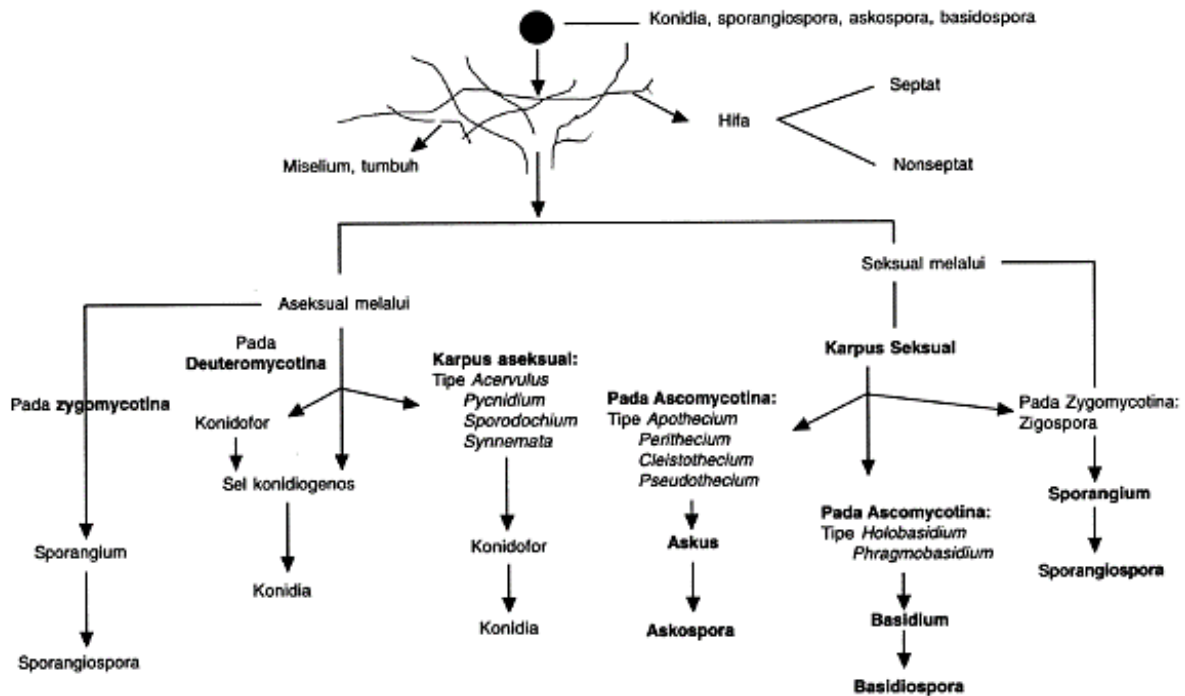 Konidia, sporangiospora, askospora, basidospora
Septat
Hifa
Nonseptat
Miselium, tumbuh
Seksual melalui
Aseksual melalui
Pada
Deuteromycotina
Pada zygomycotina
Konidofor
Sel konidiogenos
Konidia
Sporangium
Sporangiospora
Karpus aseksual:
Tipe Acervulus
Pycnidium
Sporodochium
Synnemata
Konidofor
Konidia
Karpus Seksual
Pada Ascomycotina:
Tipe Apothecium
Perithecium
Cleistothecium
Pseudothecium
Askus
Askospora
Pada Ascomycotina:
Tipe Holobasidium
Phragmobasidium
Basidium
Basidiospora
Pada Zygomycotina:
Zigospora
Sporangium
Sporangiospora